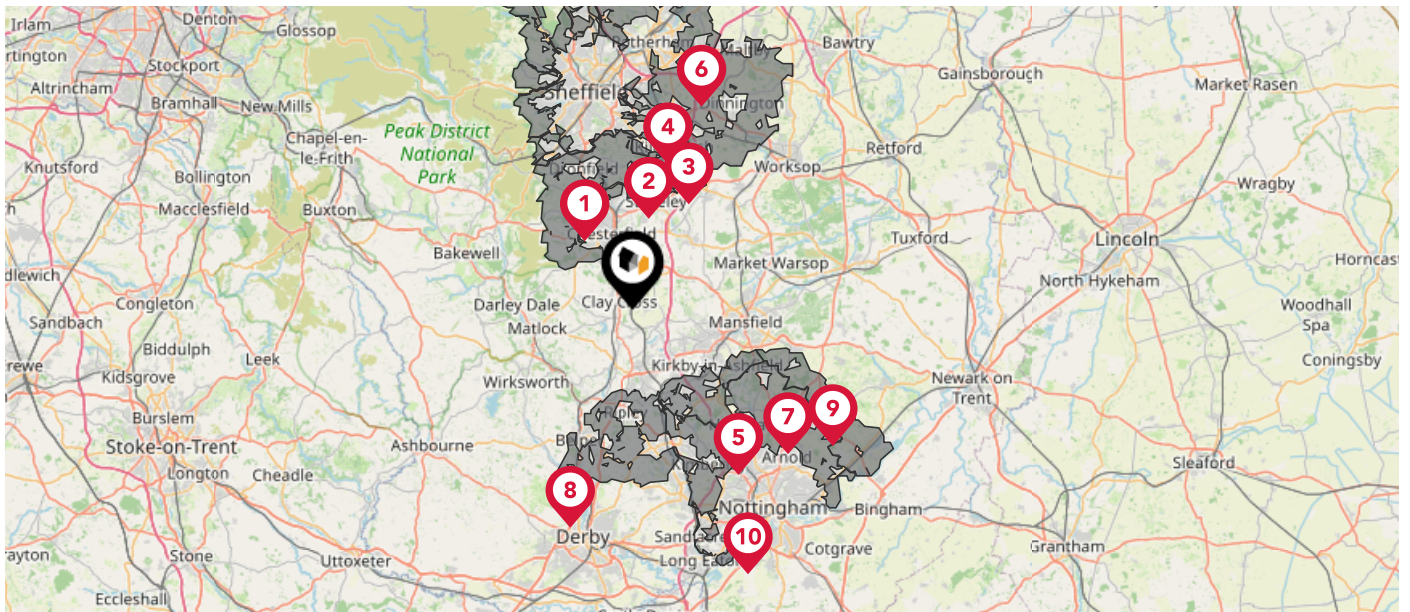 Irlam
Denton
Glossop
Rotherham
Maltby
Bawtry
rtington
Stockport
6
Gainsborough
Market Rasen
Altrincham
Bramhall
New Mills
Sheffield
Dinnington
Chapel-en-
le-Frith
Peak District
National
Park
4
Knutsford
Bollington
Retford
Worksop
3
2
Macclesfield
Buxton
1
Staveley
Wragby
Chesterfield
Tuxford
Lincoln
Bakewell
Market Warsop
Horncast
dlewich
North Hykeham
Congleton
Darley Dale
Clay Cross
Woodhall
Spa
Sandbach
Matlock
Mansfield
Biddulph
Leek
Kirkby-in-Ashfield
Coningsby
rewe
Kidsgrove
Wirksworth
Newark on
Trent
Burslem
Ripley
7
9
Stoke-on-Trent
Ashbourne
5
Arnold
Sleaford
Longton
Cheadle
8
Nottingham
Bingham
Derby
10
Stone
Uttoxeter
Long Eaton
Cotgrave
Grantham
rayton
Eccleshall